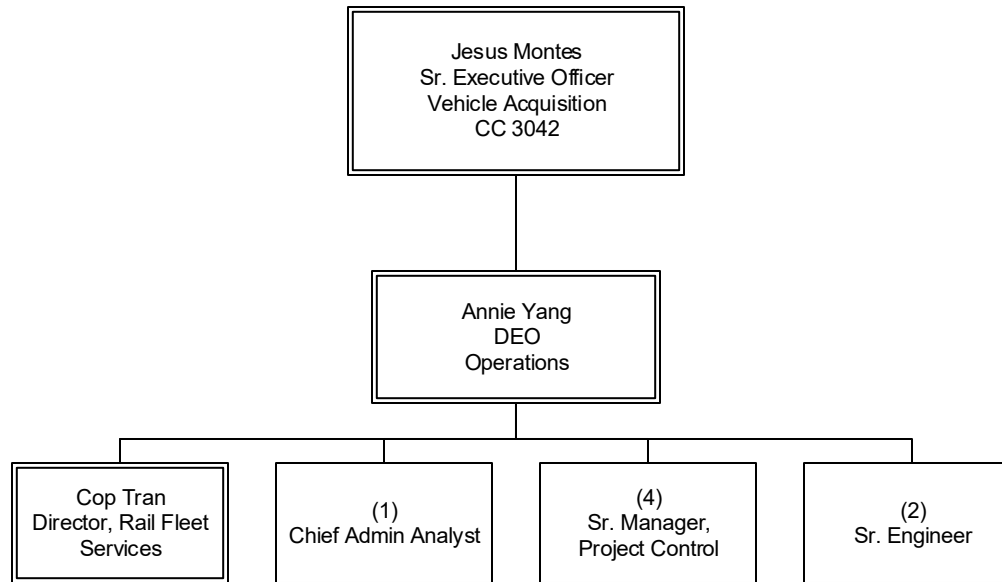 Jesus Montes
Sr. Executive Officer
Vehicle Acquisition
CC 3042
Annie Yang
DEO
Operations
Cop Tran
Director, Rail Fleet
Services
(1)
Chief Admin Analyst
(4)
Sr. Manager,
Project Control
(2)
Sr. Engineer